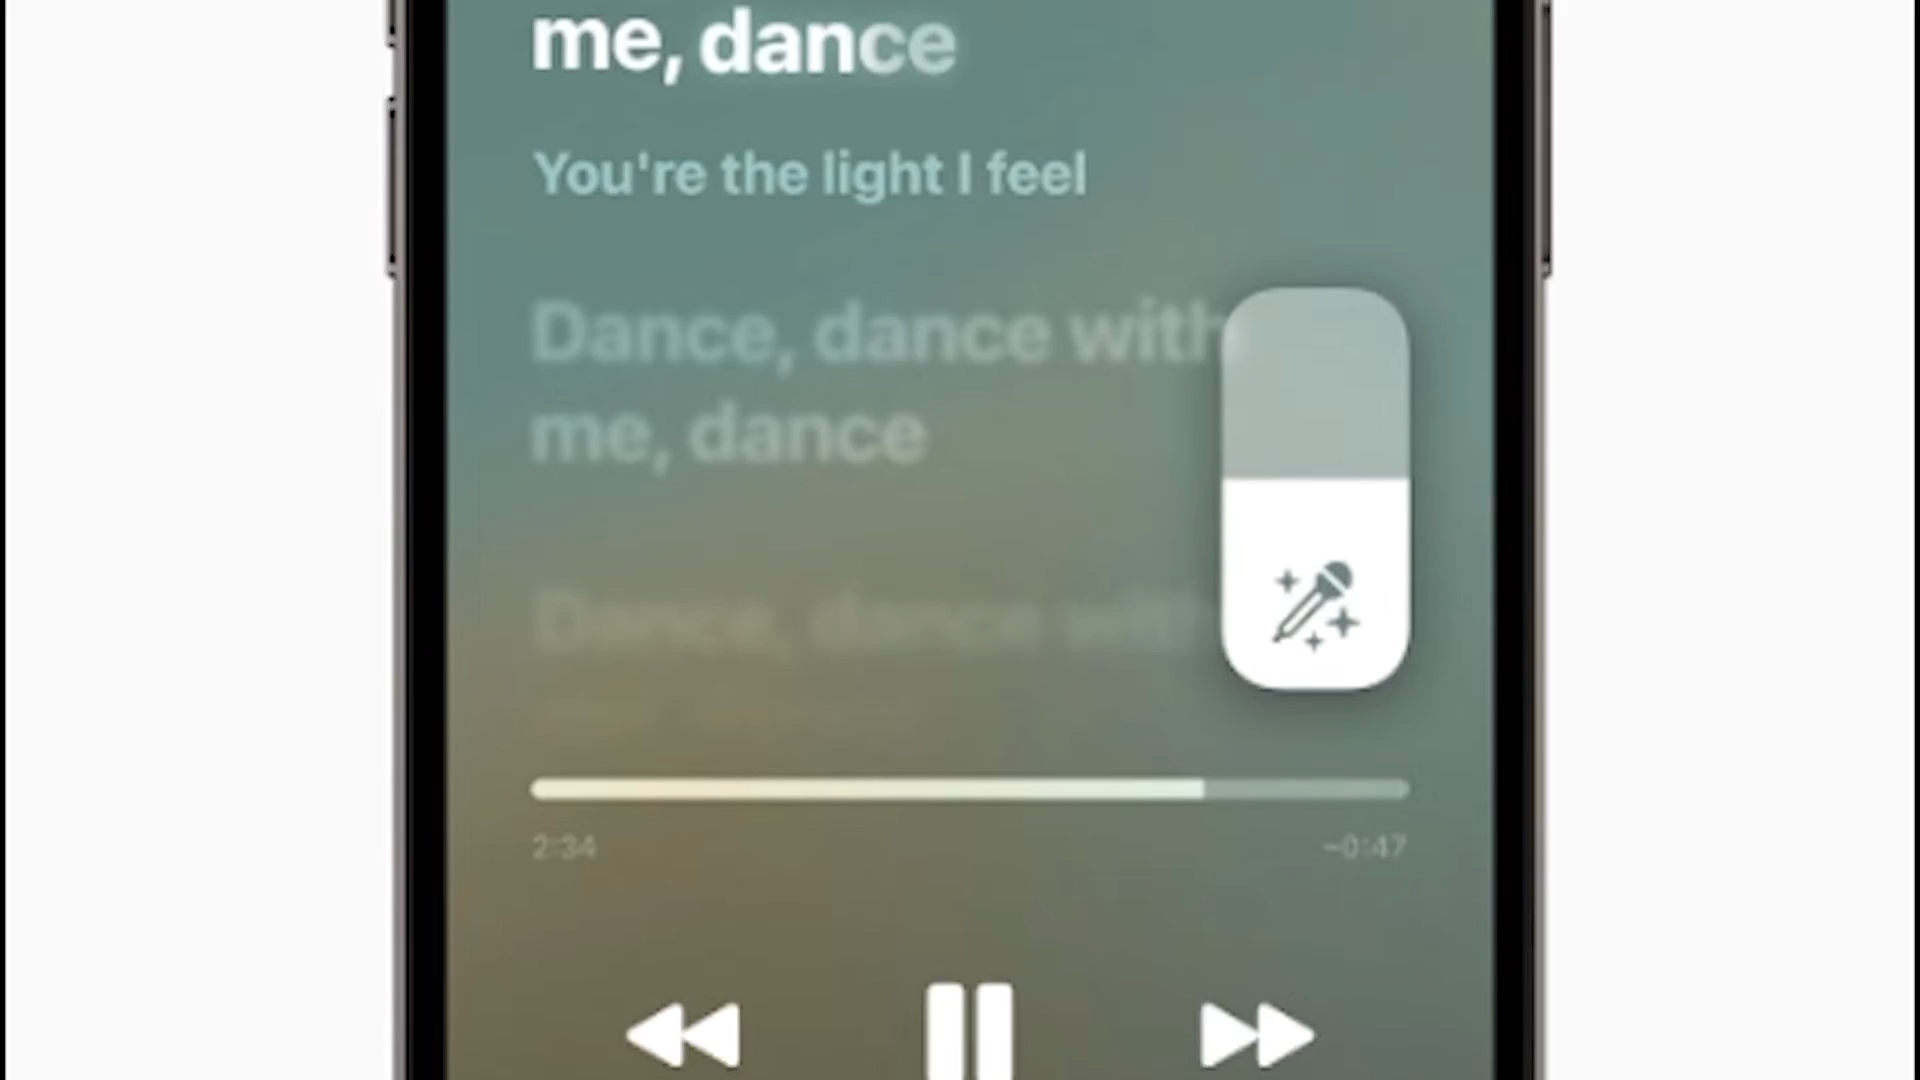 me, dance
You're the light I feel
Dance, dance with
me, dance
Dance, dance with
2:34
-0:47